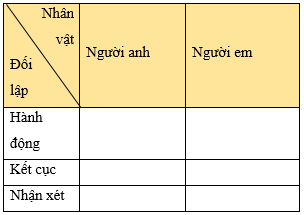 Nhân
vật
Đối
lập
Người anh
Người em
Hành
động
Kết cục
Nhận xét